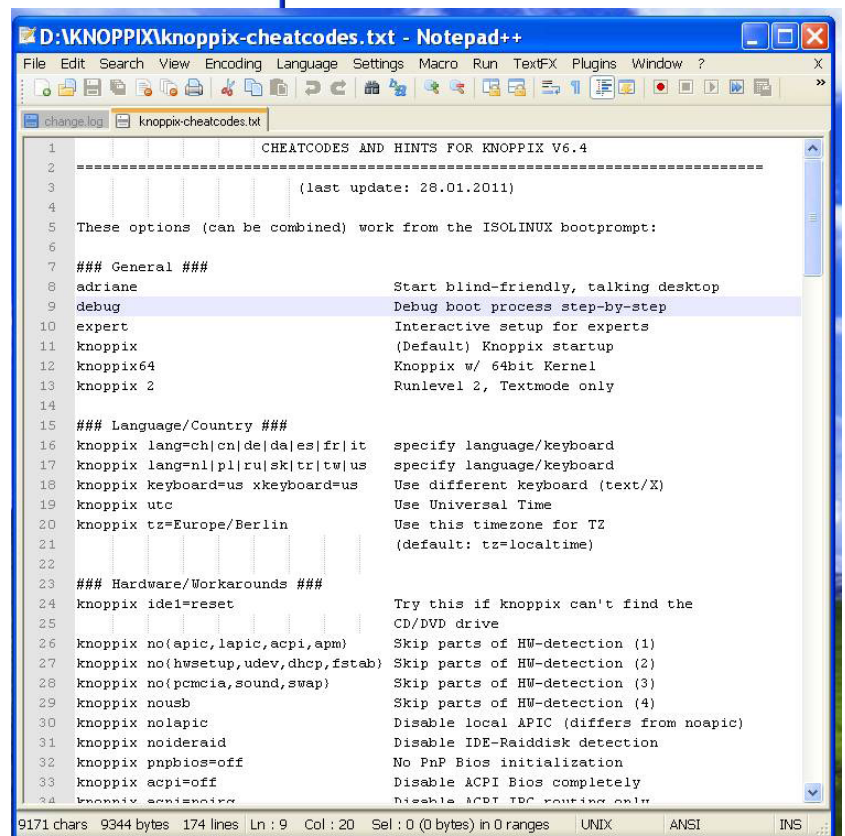 D:\KNOPPIX\knoppix-cheatcodes.txt - Notepad++
File Edit Search View Encoding Language Settings Macro Run TextFX Plugins Window ? X
change.log knoppix-cheatcodes.txt
1 CHEATCODES AND HINTS FOR KNOPPIX V6.4
2 ==============================================================================
3 (last update: 28.01.2011)
4
5 These options (can be combined) work from the ISOLINUX bootprompt:
6
7 ### General ###
8 adriane Start blind-friendly, talking desktop
9 debug Debug boot process step-by-step
10 expert Interactive setup for experts
11 knoppix (Default) Knoppix startup
12 knoppix64 Knoppix w/ 64bit Kernel
13 knoppix 2 Runlevel 2, Textmode only
14
15 ### Language/Country ###
16 knoppix lang=ch|cn|de|da|es|fr|it specify language/keyboard
17 knoppix lang=nl|pl|ru|sk|tr|tw|us specify language/keyboard
18 knoppix keyboard=us xkeyboard=us Use different keyboard (text/X)
19 knoppix utc Use Universal Time
20 knoppix tz=Europe/Berlin Use this timezone for TZ
21 (default: tz=localtime)
22
23 ### Hardware/Workarounds ###
24 knoppix ide1=reset Try this if knoppix can't find the
25 CD/DVD drive
26 knoppix no{apic,lapic,acpi,apm} Skip parts of HW-detection (1)
27 knoppix no{hwsetup,udev,dhcp,fstab} Skip parts of HW-detection (2)
28 knoppix no{pcmcia,sound,swap} Skip parts of HW-detection (3)
29 knoppix nousb Skip parts of HW-detection (4)
30 knoppix nolapic Disable local APIC (differs from noapic)
31 knoppix noideraid Disable IDE-Raiddisk detection
32 knoppix pnpbios=off No PnP Bios initialization
33 knoppix acpi=off Disable ACPI Bios completely
34 knoppix acpi=noirq Disable ACPI IRQ routing only
9171 chars 9344 bytes 174 lines Ln : 9 Col : 20 Sel : 0 (0 bytes) in 0 ranges UNIX ANSI INS